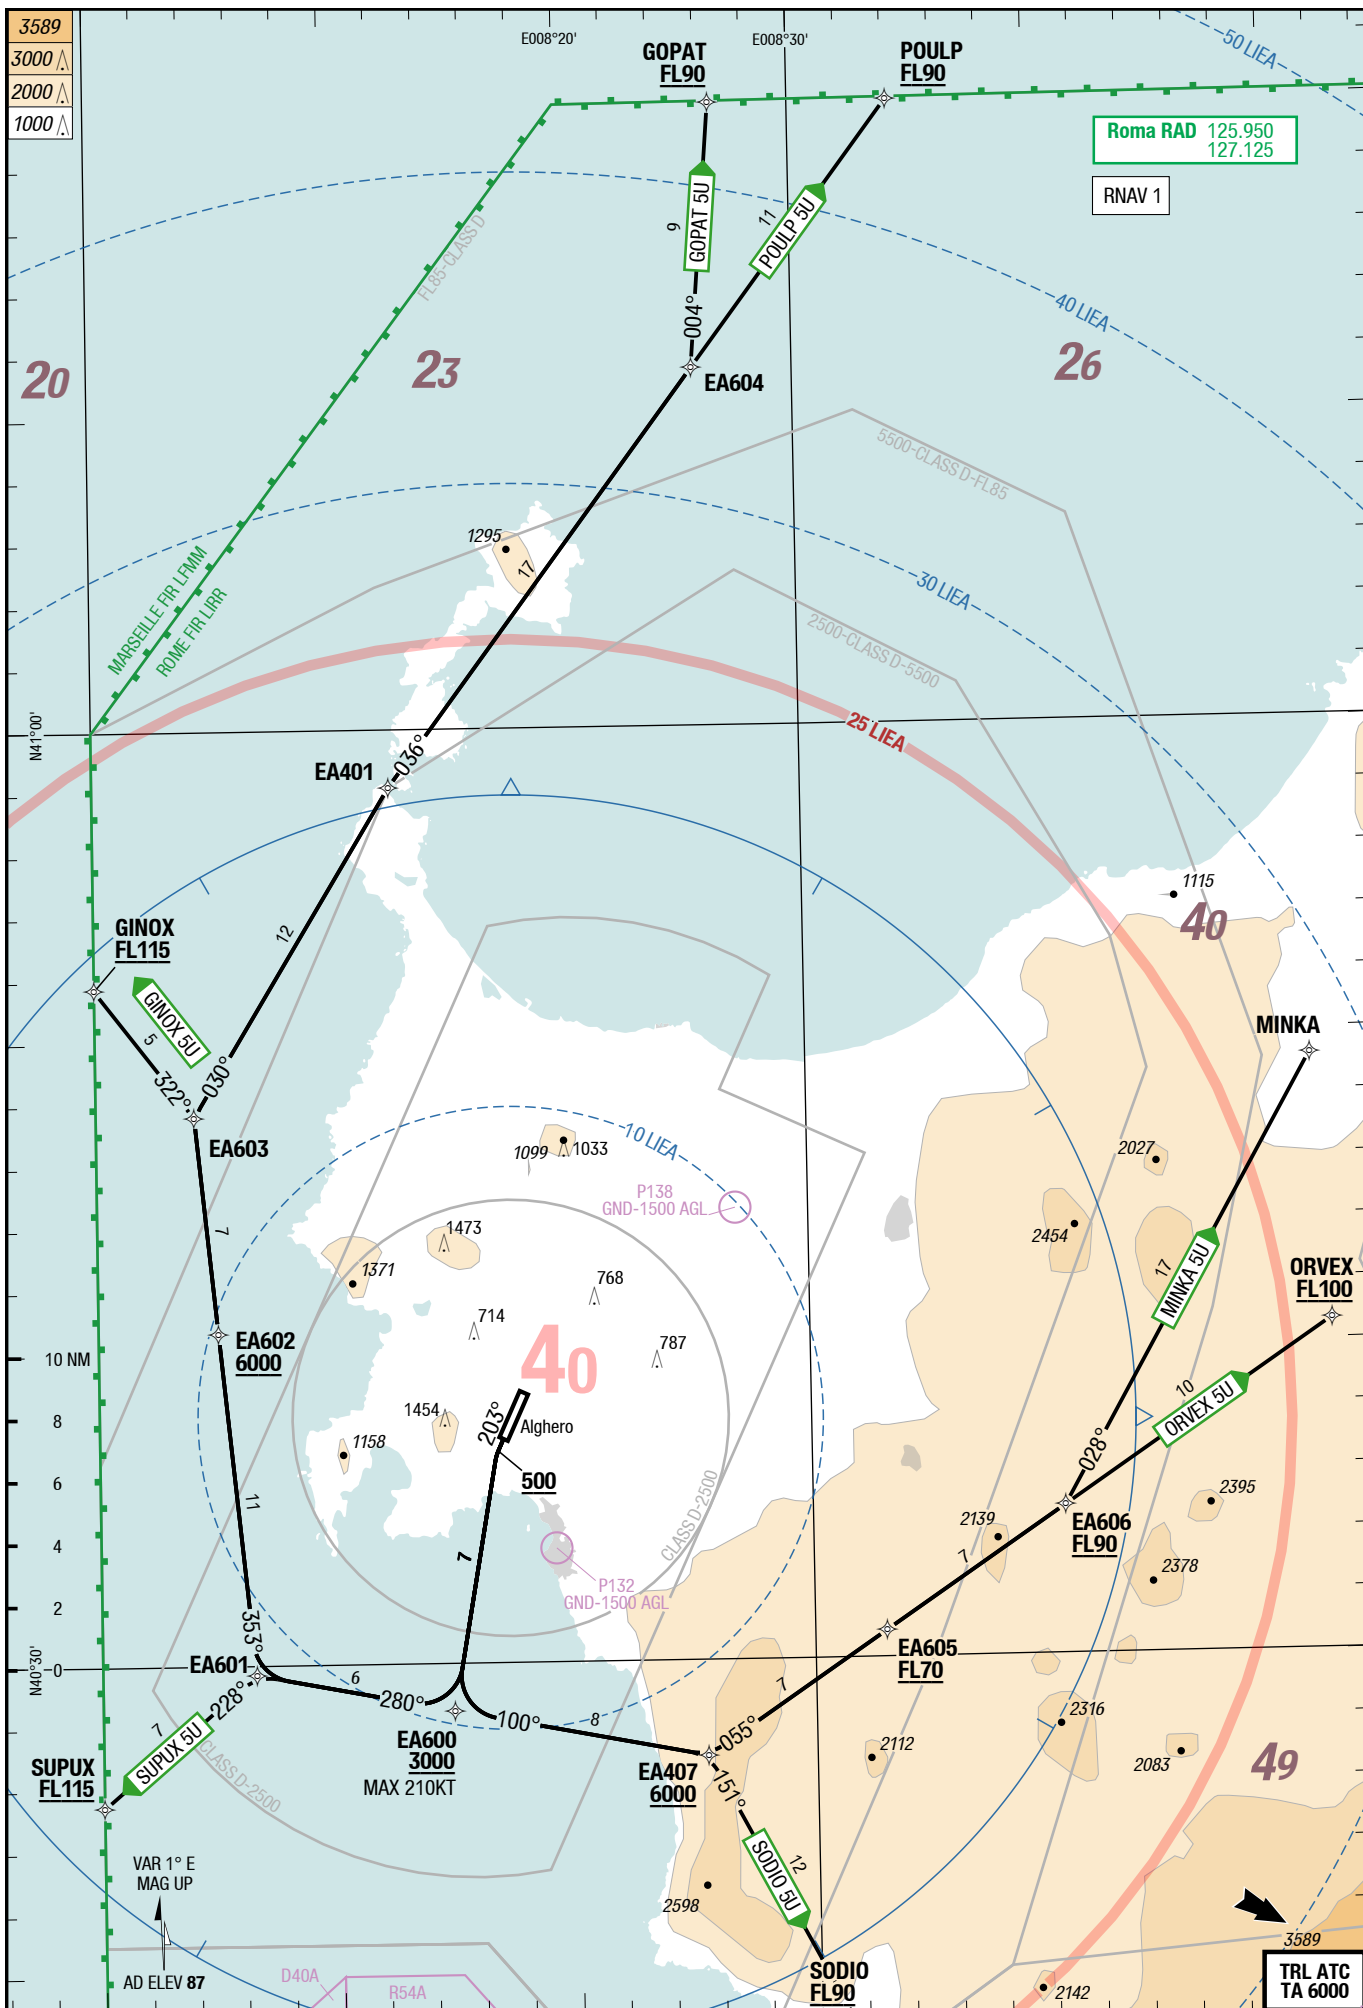 3589
3000
2000
1000
E008°20'
E008°30'
50 LIEA
GOPAT
FL90
POULP
FL90
Roma RAD 125.950
127.125
RNAV 1
FL85-CLASS D
9
GOPAT 5U
004°
11
POULP 5U
40 LIEA
20
23
26
EA604
5500-CLASS D-FL85
1295
17
30 LIEA
MARSEILLE FIR LFMM
ROME FIR LIRR
2500-CLASS D-5500
25 LIEA
N41°00'
EA401
036°
1115
40
12
GINOX
FL115
GINOX 5U
5
322°
030°
MINKA
EA603
10 LIEA
1099
1033
2027
P138
GND-1500 AGL
7
1473
2454
1371
768
17
MINKA 5U
ORVEX
FL100
714
EA602
6000
787
40
10 NM
10
ORVEX 5U
1454
203°
Alghero
8
1158
028°
500
6
CLASS D-2500
2395
11
2139
EA606
FL90
4
7
7
2378
P132
GND-1500 AGL
2
353°
EA605
FL70
EA601
N40°30'
0
6
228°
280°
7
100°
8
055°
2316
7
SUPUX 5U
EA600
3000
MAX 210KT
SUPUX
FL115
CLASS D-2500
EA407
6000
151°
2112
2083
49
SODIO 5U
12
VAR 1° E
MAG UP
2598
3589
AD ELEV 87
D40A
R54A
SODIO
FL90
2142
TRL ATC
TA 6000